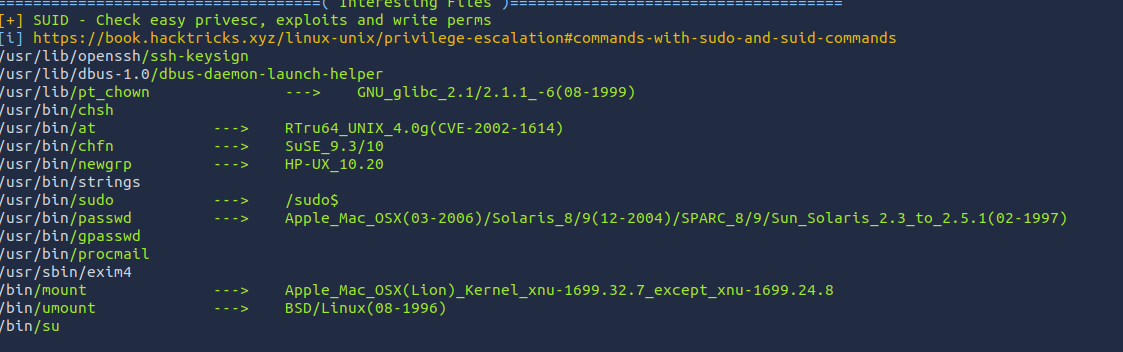 ======================================( Interesting Files )=======================================
[+] SUID - Check easy privesc, exploits and write perms
[i] https://book.hacktricks.xyz/linux-unix/privilege-escalation#commands-with-sudo-and-suid-commands
/usr/lib/openssh/ssh-keysign
/usr/lib/dbus-1.0/dbus-daemon-launch-helper
/usr/lib/pt_chown ---> GNU_glibc_2.1/2.1.1_-6(08-1999)
/usr/bin/chsh
/usr/bin/at ---> RTru64_UNIX_4.0g(CVE-2002-1614)
/usr/bin/chfn ---> SuSE_9.3/10
/usr/bin/newgrp ---> HP-UX_10.20
/usr/bin/strings
/usr/bin/sudo ---> /sudo$
/usr/bin/passwd ---> Apple_Mac_OSX(03-2006)/Solaris_8/9(12-2004)/SPARC_8/9/Sun_Solaris_2.3_to_2.5.1(02-1997)
/usr/bin/gpasswd
/usr/bin/procmail
/usr/sbin/exim4
/bin/mount ---> Apple_Mac_OSX(Lion)_Kernel_xnu-1699.32.7_except_xnu-1699.24.8
/bin/umount ---> BSD/Linux(08-1996)
/bin/su